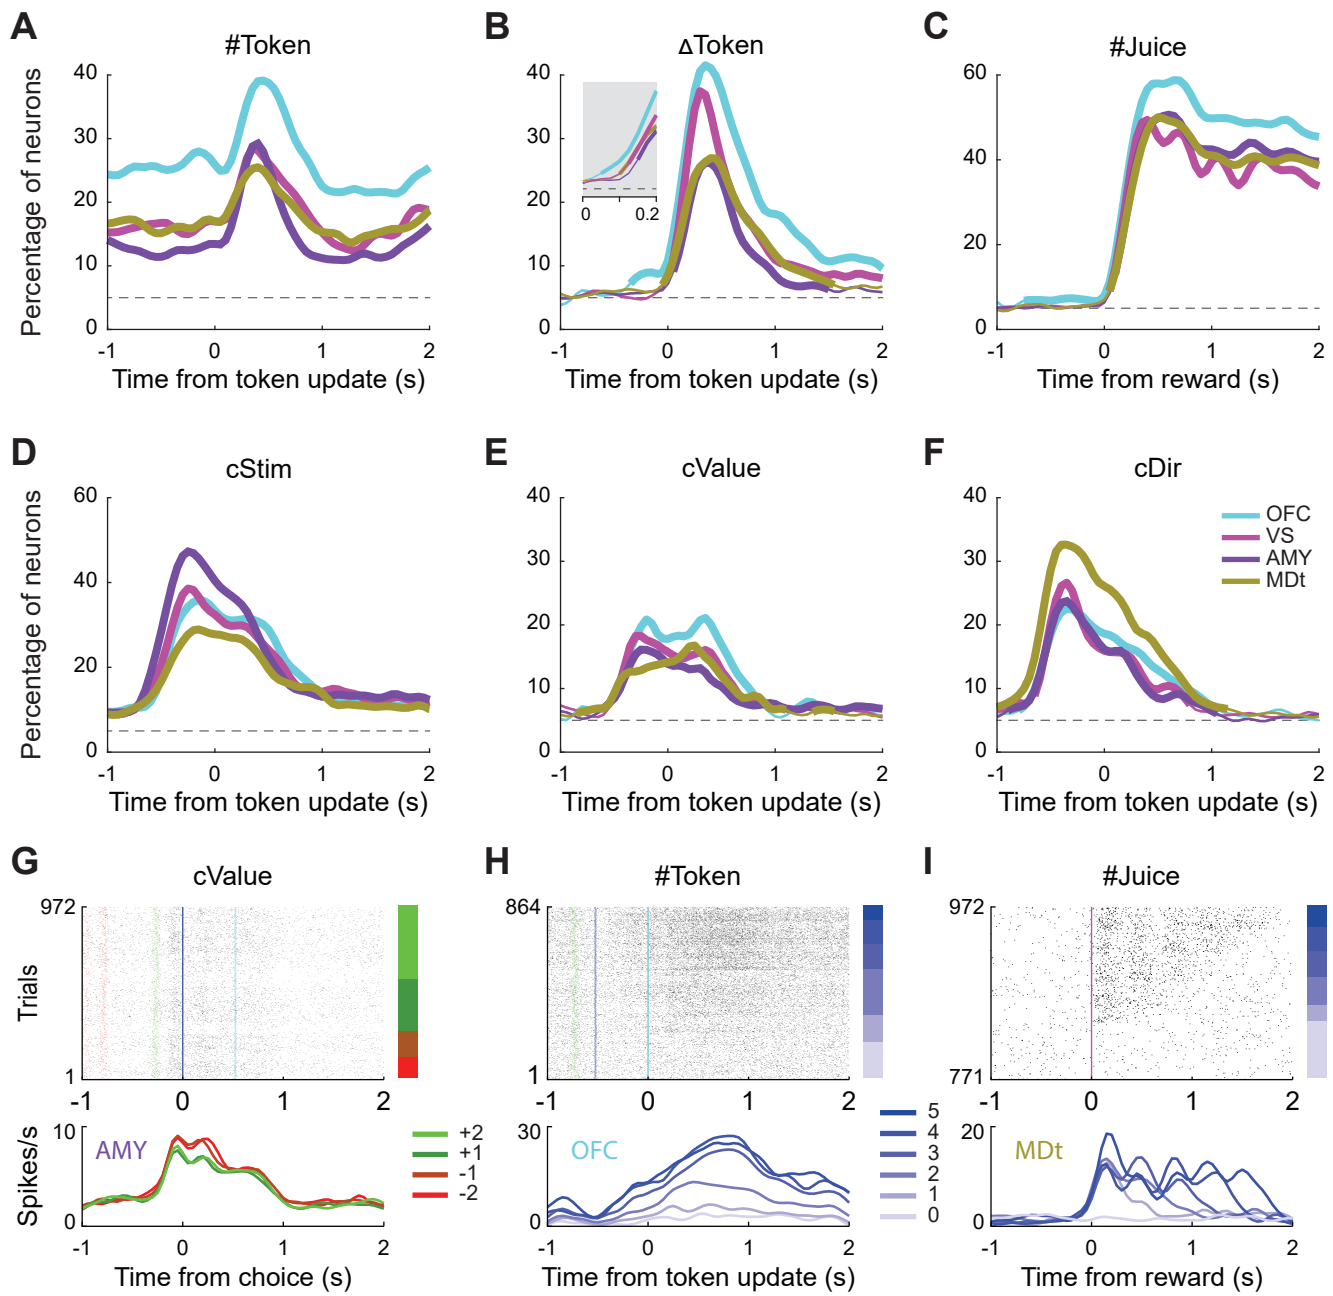 A
#Token
Percentage of neurons
40
30
20
10
0
-1 0 1 2
Time from token update (s)
B
ΔToken
40
30
20
10
0
0 0.2
-1 0 1 2
Time from token update (s)
C
#Juice
60
40
20
0
-1 0 1 2
Time from reward (s)
D
cStim
Percentage of neurons
60
40
20
0
-1 0 1 2
Time from token update (s)
E
cValue
40
30
20
10
0
-1 0 1 2
Time from token update (s)
F
cDir
40
30
20
10
0
OFC
VS
AMY
MDt
-1 0 1 2
Time from token update (s)
G
cValue
972
Trials
1
-1 0 1 2
10
Spikes/s
AMY
0
+2
+1
-1
-2
-1 0 1 2
Time from choice (s)
H
#Token
864
1
-1 0 1 2
30
OFC
0
5
4
3
2
1
0
-1 0 1 2
Time from token update (s)
I
#Juice
972
771
-1 0 1 2
20
MDt
0
-1 0 1 2
Time from reward (s)